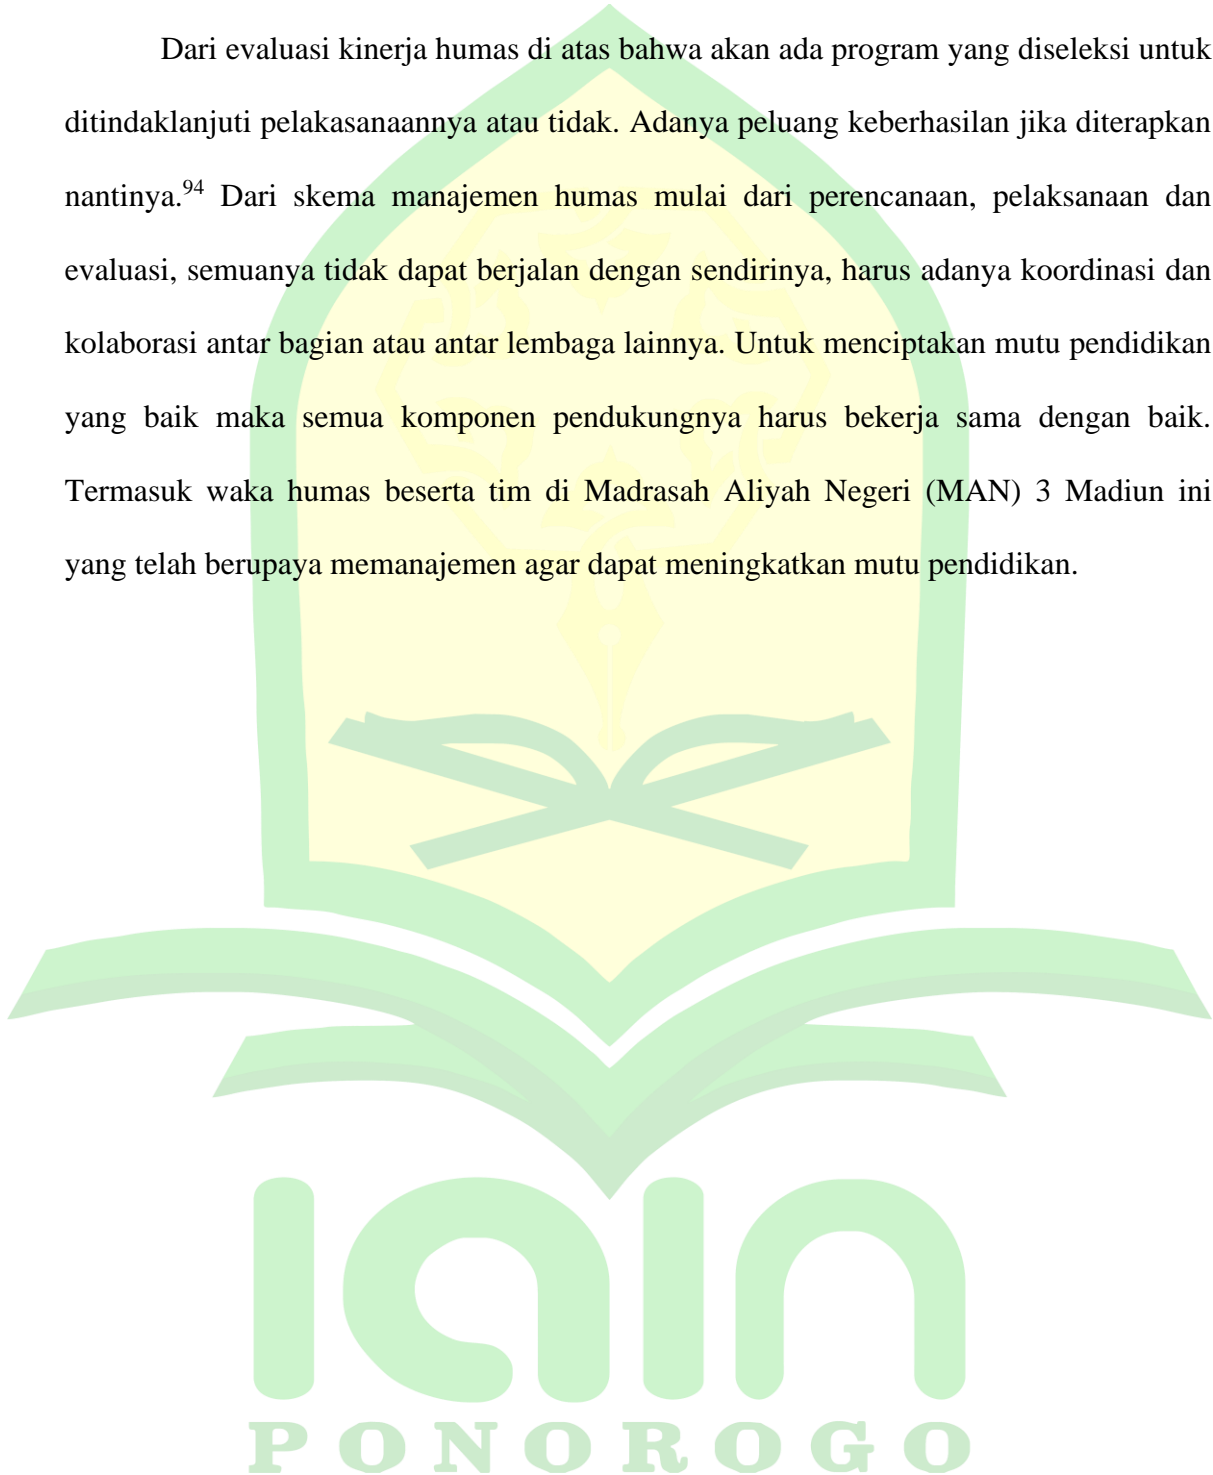 Dari evaluasi kinerja humas di atas bahwa akan ada program yang diseleksi untuk
ditindaklanjuti pelakasanaannya atau tidak. Adanya peluang keberhasilan jika diterapkan
nantinya.94 Dari skema manajemen humas mulai dari perencanaan, pelaksanaan dan
evaluasi, semuanya tidak dapat berjalan dengan sendirinya, harus adanya koordinasi dan
kolaborasi antar bagian atau antar lembaga lainnya. Untuk menciptakan mutu pendidikan
yang baik maka semua komponen pendukungnya harus bekerja sama dengan baik.
Termasuk waka humas beserta tim di Madrasah Aliyah Negeri (MAN) 3 Madiun ini
yang telah berupaya memanajemen agar dapat meningkatkan mutu pendidikan.
iain
PONOROGO